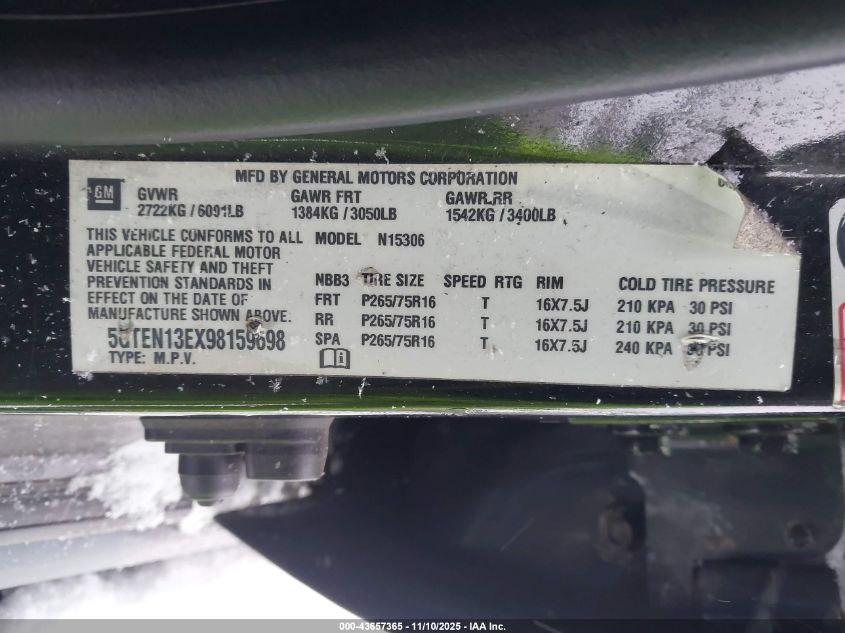 GM
MFD BY GENERAL MOTORS CORPORATION
GVWR GAWR FRT GAWR RR
2722KG / 6091LB 1384KG / 3050LB 1542KG / 3400LB
THIS VEHICLE CONFORMS TO ALL MODEL N15306
APPLICABLE FEDERAL MOTOR
VEHICLE SAFETY AND THEFT
PREVENTION STANDARDS IN NBB3 TIRE SIZE SPEED RTG RIM COLD TIRE PRESSURE
EFFECT ON THE DATE OF FRT P265/75R16 T 16X7.5J 210 KPA 30 PSI
MANUFACTURE SHOWN ABOVE. RR P265/75R16 T 16X7.5J 210 KPA 30 PSI
5GTEN13EX98159698 SPA P265/75R16 T 16X7.5J 240 KPA PSI
TYPE: M.P.V.
000-43657365 - 11/10/2025 - IAA Inc.